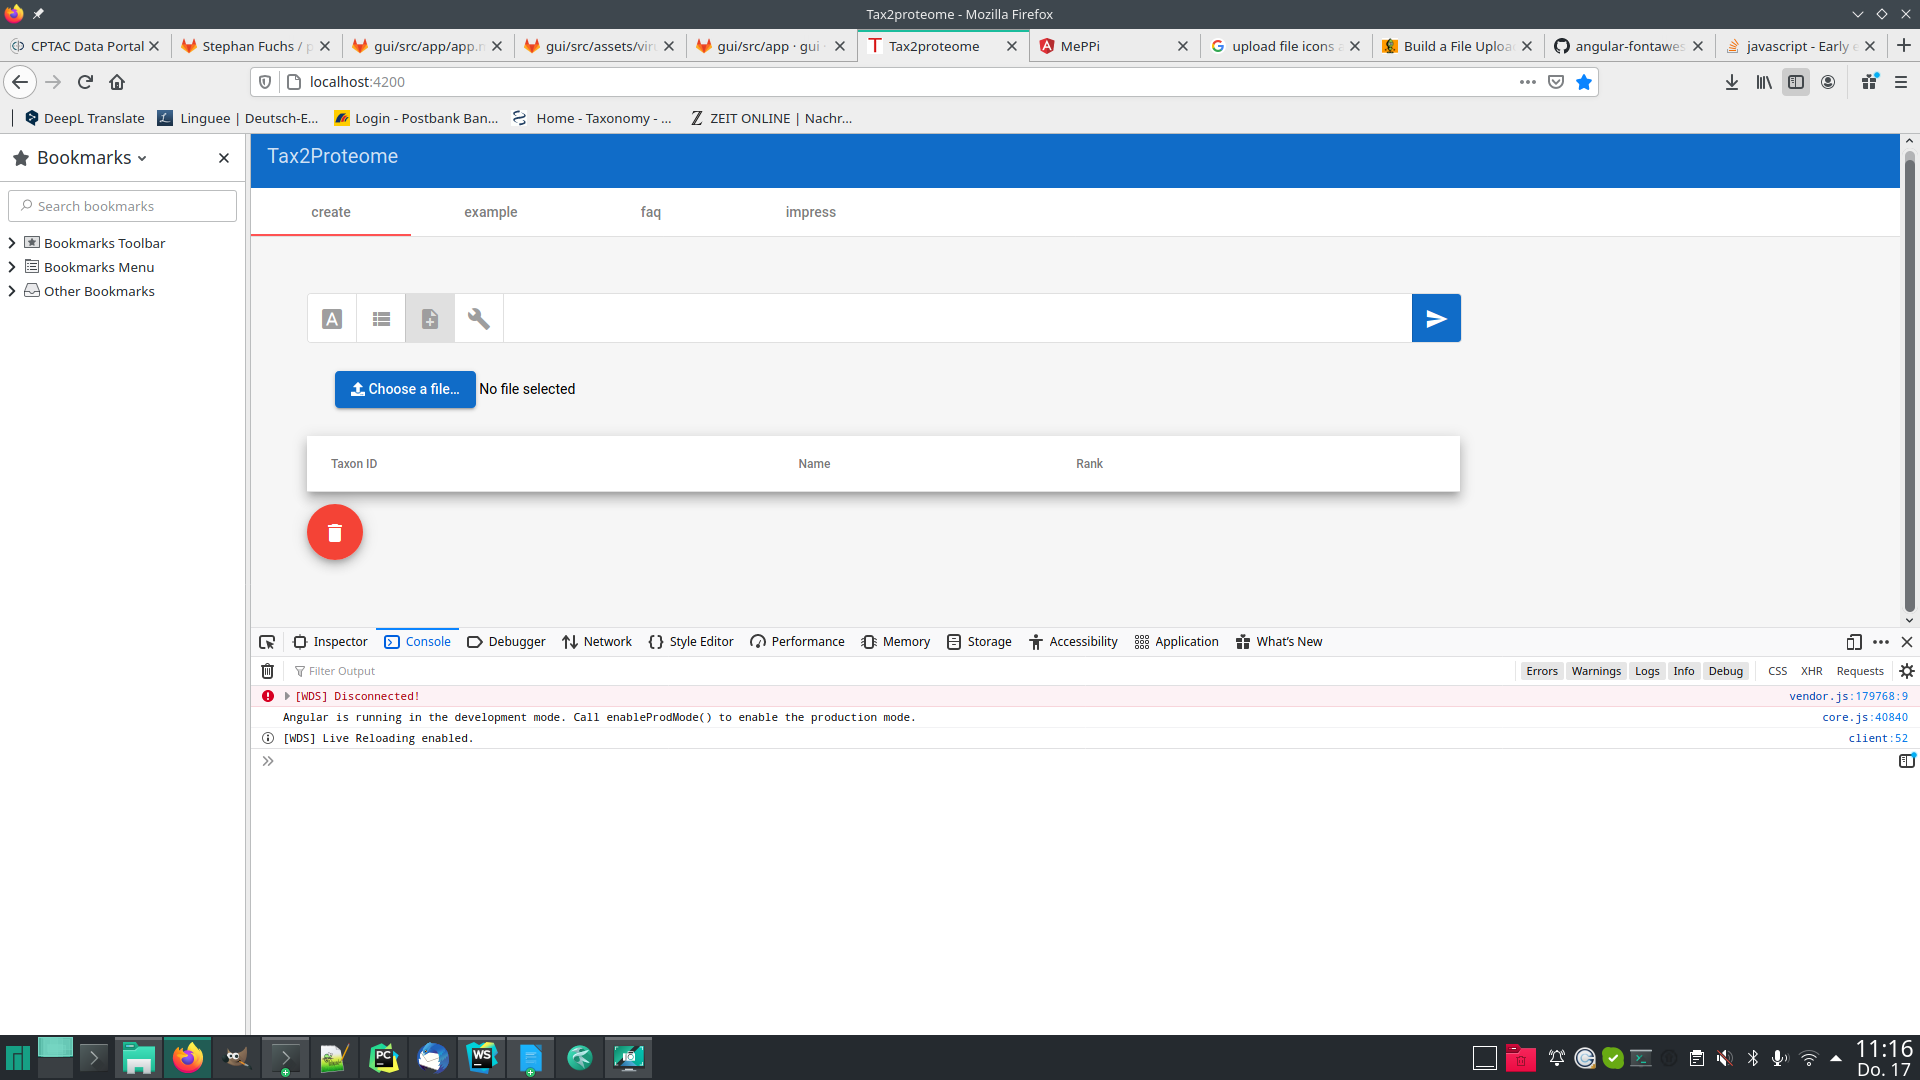 Tax2proteome - Mozilla Firefox
CPTAC Data Portal
Stephan Fuchs / p
gui/src/app/app.n
gui/src/assets/viru
gui/src/app · gui ·
Tax2proteome
MePPi
upload file icons a
Build a File Uploa
angular-fontawes
javascript - Early e
localhost:4200
DeepL Translate
Linguee | Deutsch-E...
Login - Postbank Ban...
Home - Taxonomy - ...
ZEIT ONLINE | Nachr...
Bookmarks
Search bookmarks
Bookmarks Toolbar
Bookmarks Menu
Other Bookmarks
Tax2Proteome
create
example
faq
impress
Choose a file… No file selected
Taxon ID
Name
Rank
Inspector
Console
Debugger
Network
Style Editor
Performance
Memory
Storage
Accessibility
Application
What's New
Filter Output
Errors
Warnings
Logs
Info
Debug
CSS
XHR
Requests
[WDS] Disconnected! vendor.js:179768:9
Angular is running in the development mode. Call enableProdMode() to enable the production mode. core.js:40840
[WDS] Live Reloading enabled. client:52
PC
WS
11:16
Do. 17